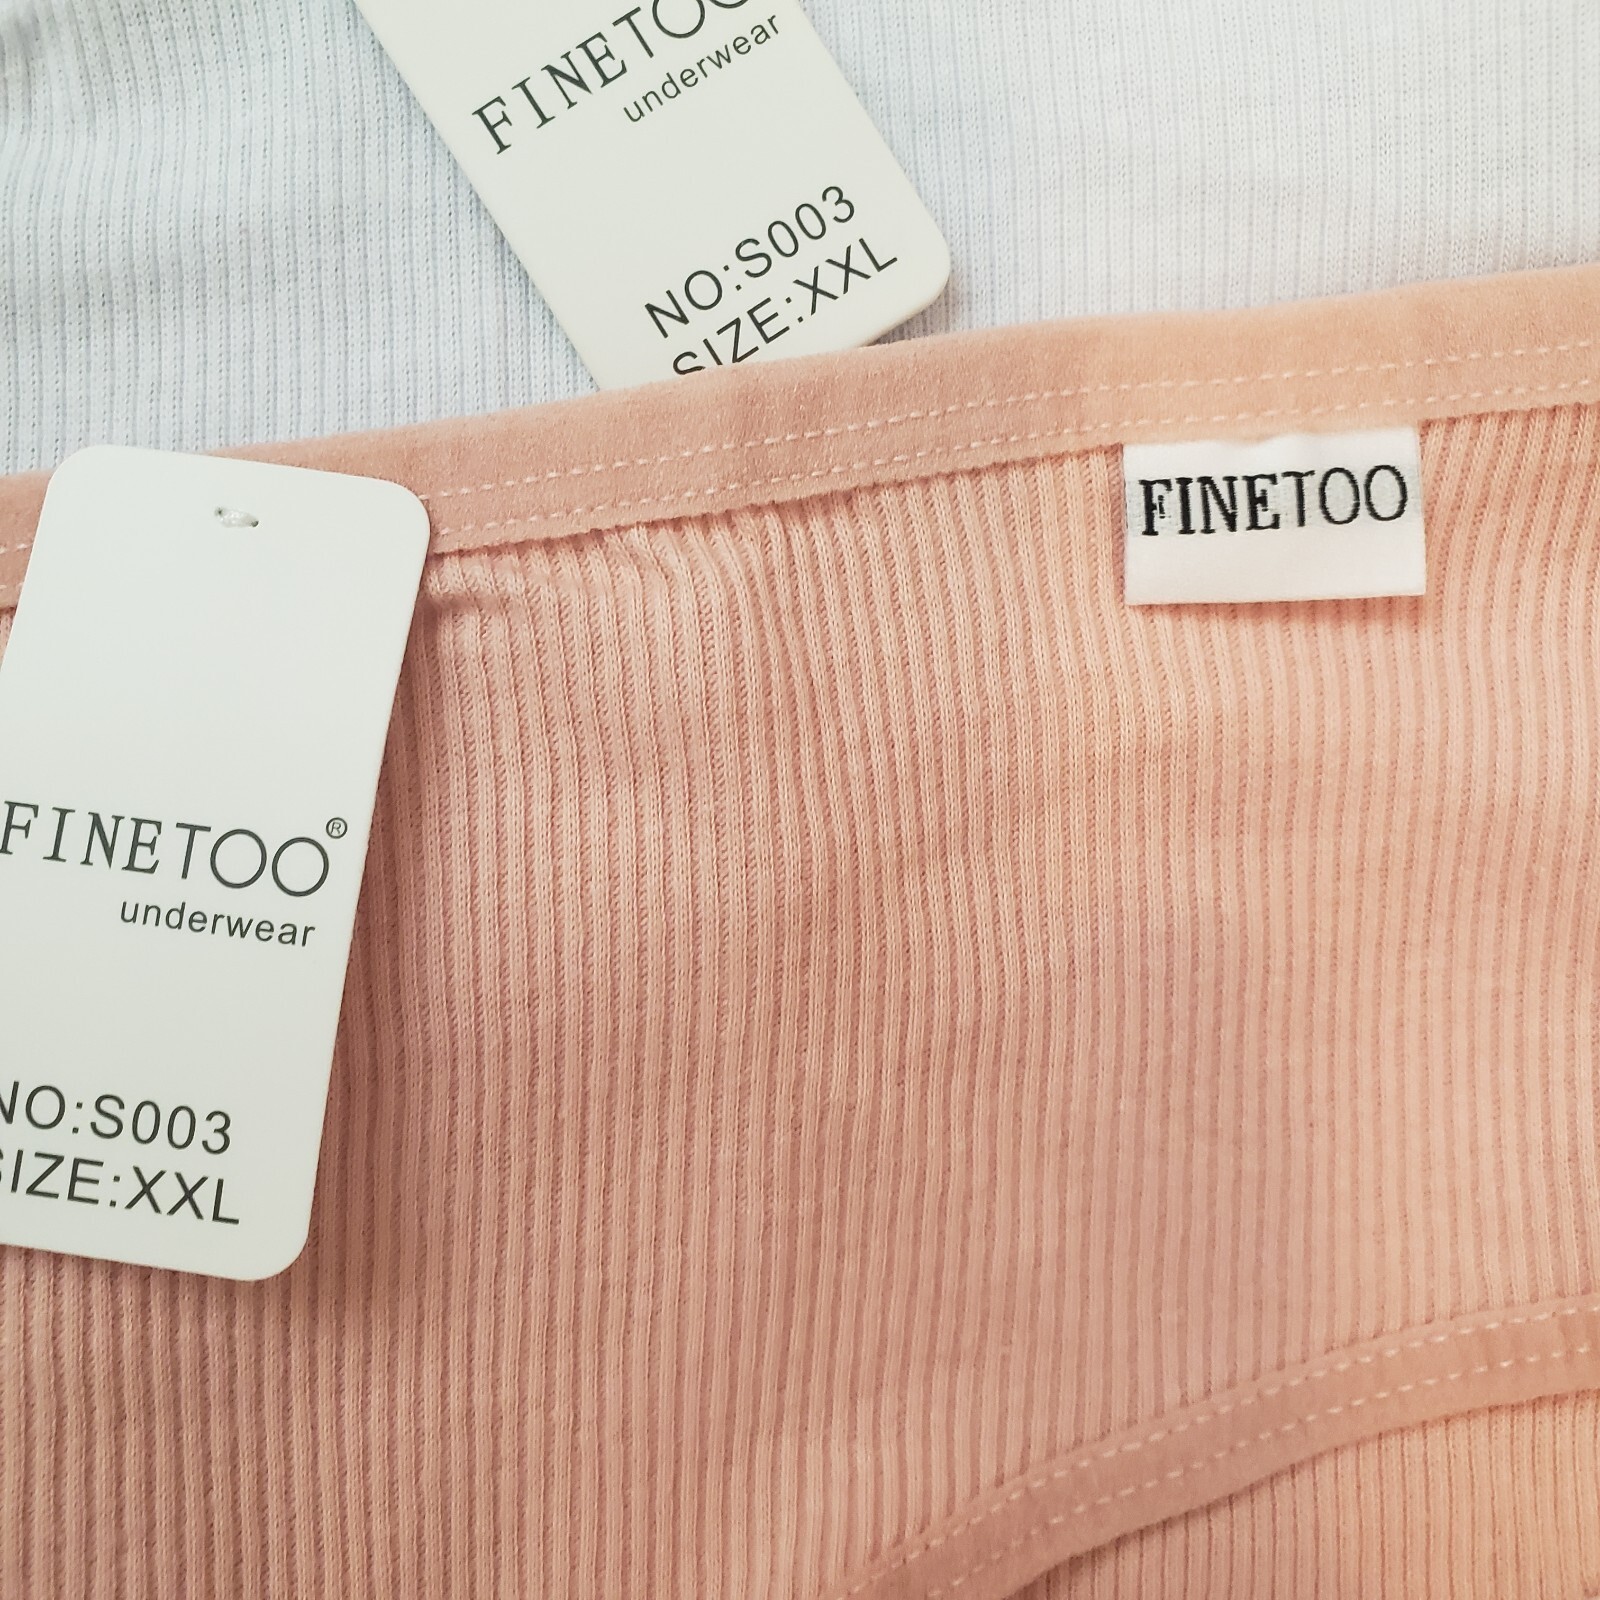 FINETOO
underwear
NO:S003
SIZE:XXL
FINETOO
FINETOO®
underwear
NO:S003
SIZE:XXL